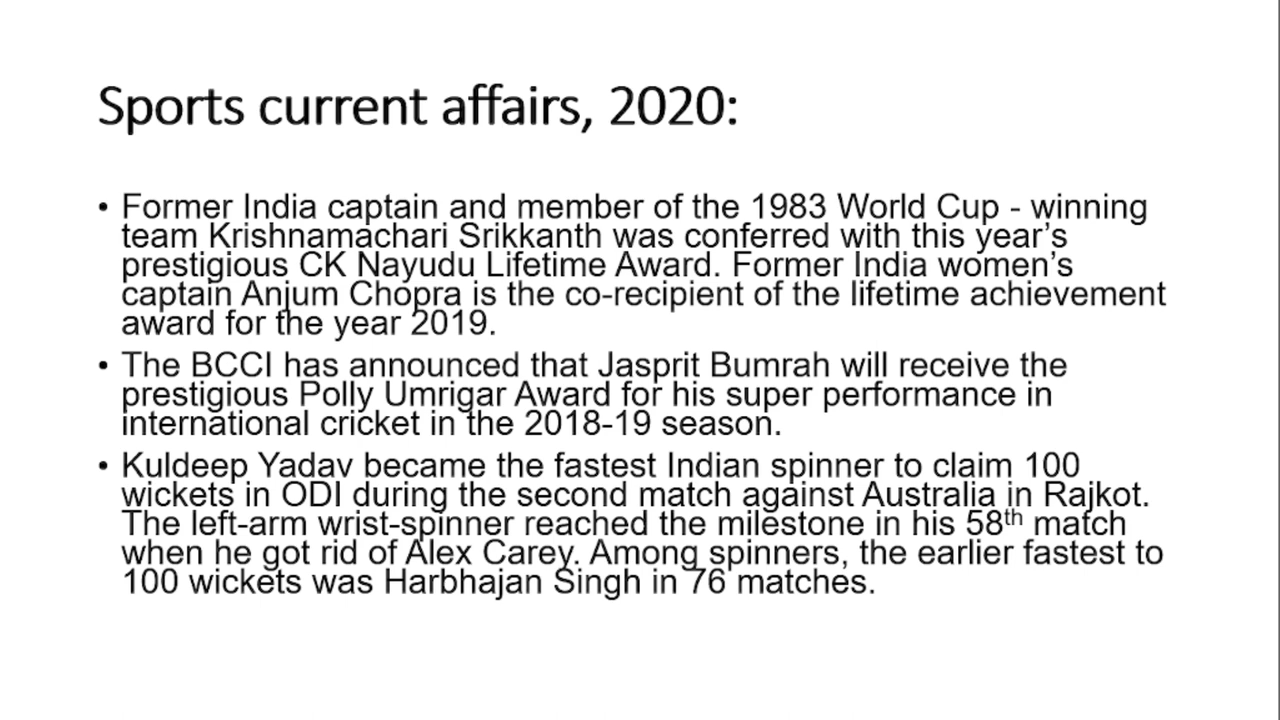 Sports current affairs, 2020:
• Former India captain and member of the 1983 World Cup - winning
team Krishnamachari Srikkanth was conferred with this year’s
prestigious CK Nayudu Lifetime Award. Former India women’s
captain Anjum Chopra is the co-recipient of the lifetime achievement
award for the year 2019.
• The BCCI has announced that Jasprit Bumrah will receive the
prestigious Polly Umrigar Award for his super performance in
international cricket in the 2018-19 season.
• Kuldeep Yadav became the fastest Indian spinner to claim 100
wickets in ODI during the second match against Australia in Rajkot.
The left-arm wrist-spinner reached the milestone in his 58th match
when he got rid of Alex Carey. Among spinners, the earlier fastest to
100 wickets was Harbhajan Singh in 76 matches.